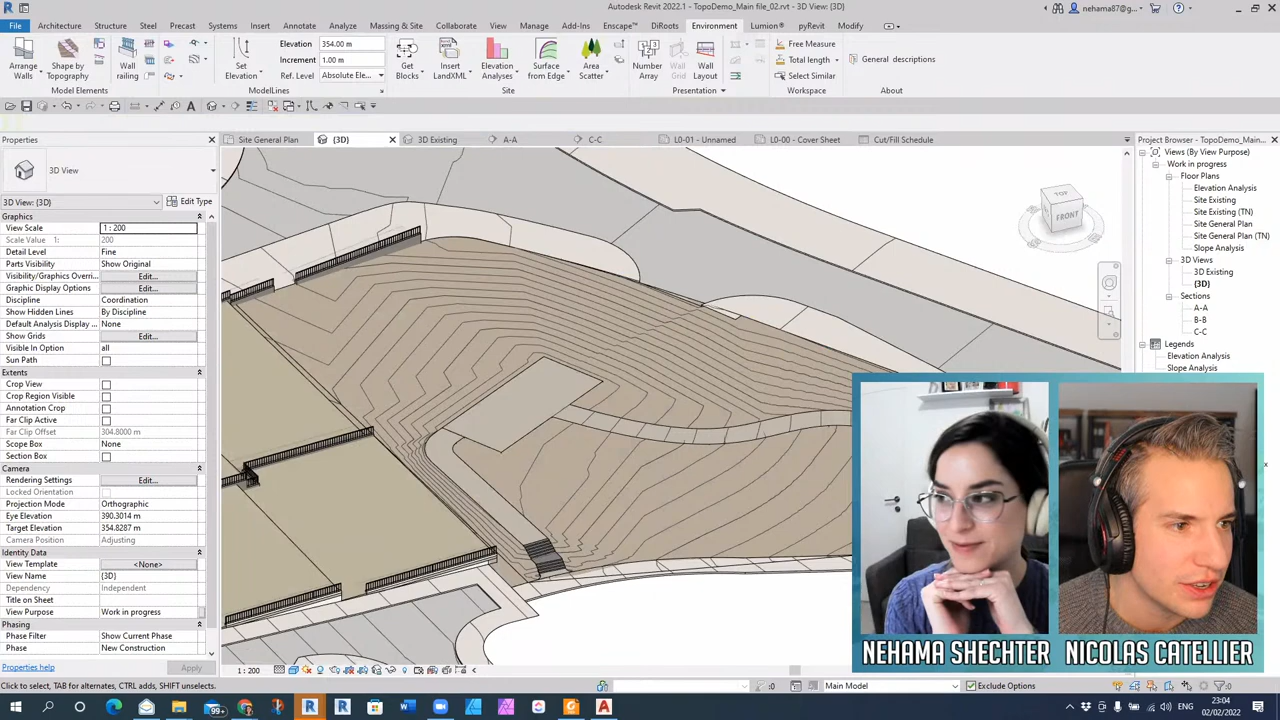 Autodesk Revit 2022.1 - TopoDemo_Main file_02.rvt - 3D View: {3D}
nehama87@g...
File Architecture Structure Steel Precast Systems Insert Annotate Analyze Massing & Site Collaborate View Manage Add-Ins Enscape™ DiRoots Environment Lumion® pyRevit Modify
Elevation 354.00 m
Increment 1.00 m
Ref. Level Absolute Ele...
Arrange Walls
Shape by Topography
Wall railing
Set Elevation
Get Blocks
Insert LandXML
Elevation Analyses
Surface from Edge
Area Scatter
Number Array
Wall Grid
Wall Layout
Free Measure
Total length
Select Similar
General descriptions
Model Elements ModelLines Site Presentation Workspace About
Properties
Site General Plan {3D} 3D Existing A-A C-C L0-01 - Unnamed L0-00 - Cover Sheet Cut/Fill Schedule
3D View
3D View: {3D} Edit Type
Graphics
View Scale 1 : 200
Scale Value 1: 200
Detail Level Fine
Parts Visibility Show Original
Visibility/Graphics Overri... Edit...
Graphic Display Options Edit...
Discipline Coordination
Show Hidden Lines By Discipline
Default Analysis Display ... None
Show Grids Edit...
Visible In Option all
Sun Path
Extents
Crop View
Crop Region Visible
Annotation Crop
Far Clip Active
Far Clip Offset 304.8000 m
Scope Box None
Section Box
Camera
Rendering Settings Edit...
Locked Orientation
Projection Mode Orthographic
Eye Elevation 390.3014 m
Target Elevation 354.8287 m
Camera Position Adjusting
Identity Data
View Template <None>
View Name {3D}
Dependency Independent
Title on Sheet
View Purpose Work in progress
Phasing
Phase Filter Show Current Phase
Phase New Construction
Properties help Apply
TOP
FRONT
Project Browser - TopoDemo_Main...
Views (By View Purpose)
Work in progress
Floor Plans
Elevation Analysis
Site Existing
Site Existing (TN)
Site General Plan
Site General Plan (TN)
Slope Analysis
3D Views
3D Existing
{3D}
Sections
A-A
B-B
C-C
Legends
Elevation Analysis
Slope Analysis
NEHAMA SHECHTER NICOLAS CATELLIER
1 : 200
Click to select, TAB for alternates, CTRL adds, SHIFT unselects.
:0 Main Model Exclude Options :0
99+
ENG
23:04
02/02/2022